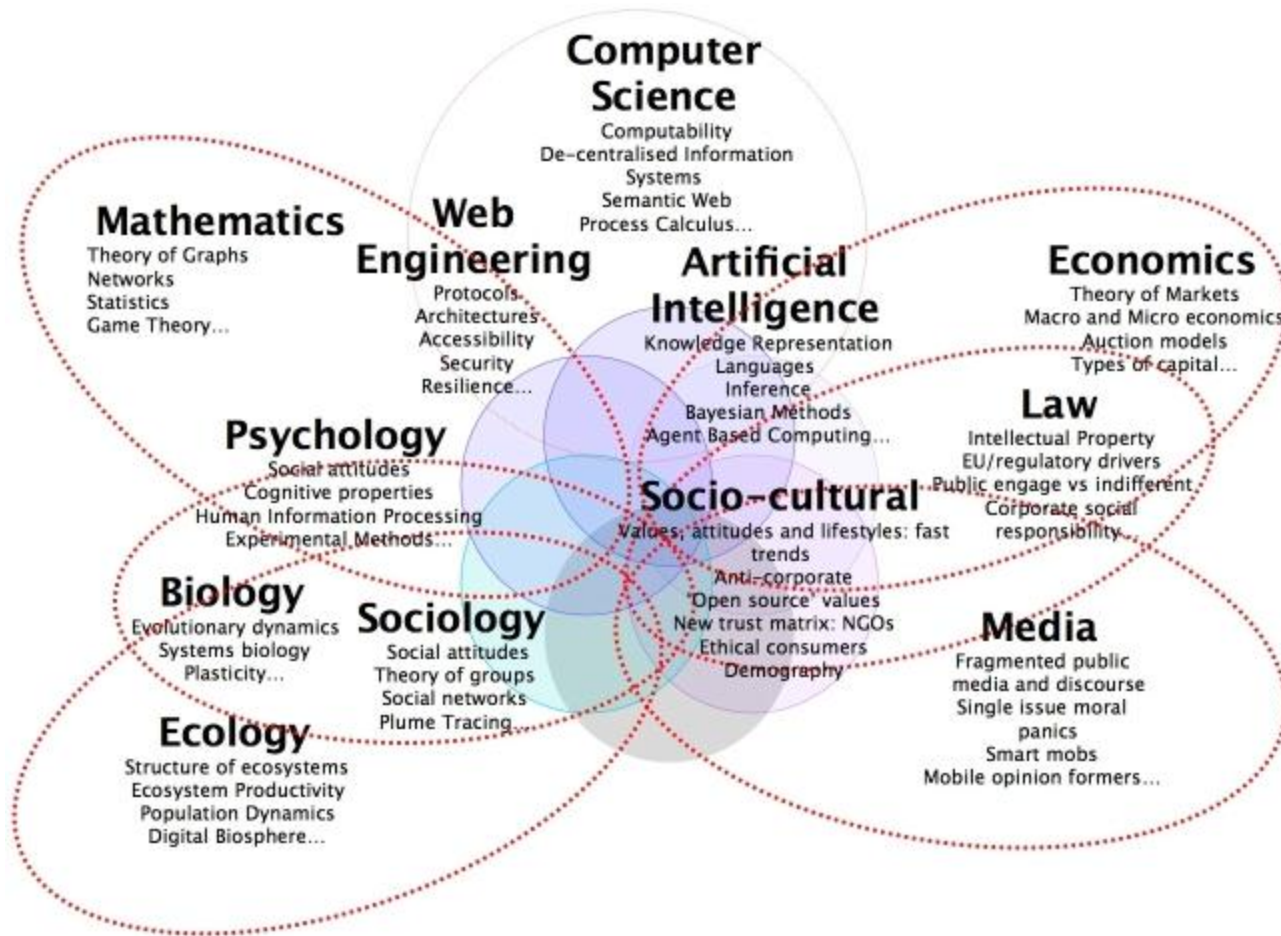 Computer
Science
Computability
De-centralised Information
Systems
Semantic Web
Process Calculus...
Mathematics
Theory of Graphs
Networks
Statistics
Game Theory...
Web
Engineering
Protocols
Architectures
Accessibility
Security
Resilience...
Artificial
Intelligence
Knowledge Representation
Languages
Inference
Bayesian Methods
Agent Based Computing...
Economics
Theory of Markets
Macro and Micro economics
Auction models
Types of capital...
Law
Intellectual Property
EU/regulatory drivers
Public engage vs indifferent
Corporate social
responsibility
Psychology
Social attitudes
Cognitive properties
Human Information Processing
Experimental Methods...
Socio-cultural
Values, attitudes and lifestyles: fast
trends
Anti-corporate
'Open source' values
New trust matrix: NGOs
Ethical consumers
Demography
Biology
Evolutionary dynamics
Systems biology
Plasticity...
Sociology
Social attitudes
Theory of groups
Social networks
Plume Tracing...
Media
Fragmented public
media and discourse
Single issue moral
panics
Smart mobs
Mobile opinion formers...
Ecology
Structure of ecosystems
Ecosystem Productivity
Population Dynamics
Digital Biosphere...